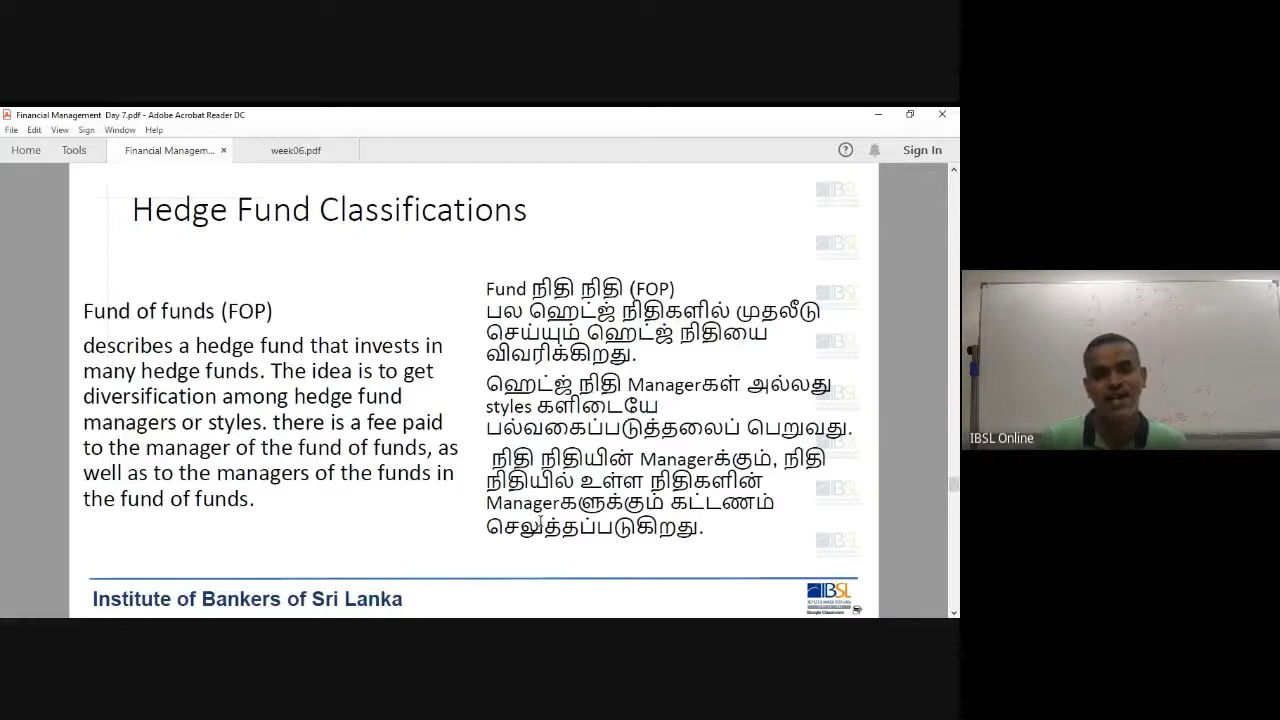 Financial Management Day 7.pdf - Adobe Acrobat Reader DC
File Edit View Sign Window Help
Home Tools Financial Managem... × week06.pdf Sign In
Hedge Fund Classifications
Fund of funds (FOP)
describes a hedge fund that invests in
many hedge funds. The idea is to get
diversification among hedge fund
managers or styles. there is a fee paid
to the manager of the fund of funds, as
well as to the managers of the funds in
the fund of funds.
Fund நிதி நிதி (FOP)
பல ஹெட்ஜ் நிதிகளில் முதலீடு
செய்யும் ஹெட்ஜ் நிதியை
விவரிக்கிறது.
ஹெட்ஜ் நிதி Managerகள் அல்லது
styles களிடையே
பல்வகைப்படுத்தலைப் பெறுவது.
நிதி நிதியின் Managerக்கும், நிதி
நிதியில் உள்ள நிதிகளின்
Managerகளுக்கும் கட்டணம்
செலுத்தப்படுகிறது.
Institute of Bankers of Sri Lanka
IBSL
Google Classroom
IBSL Online